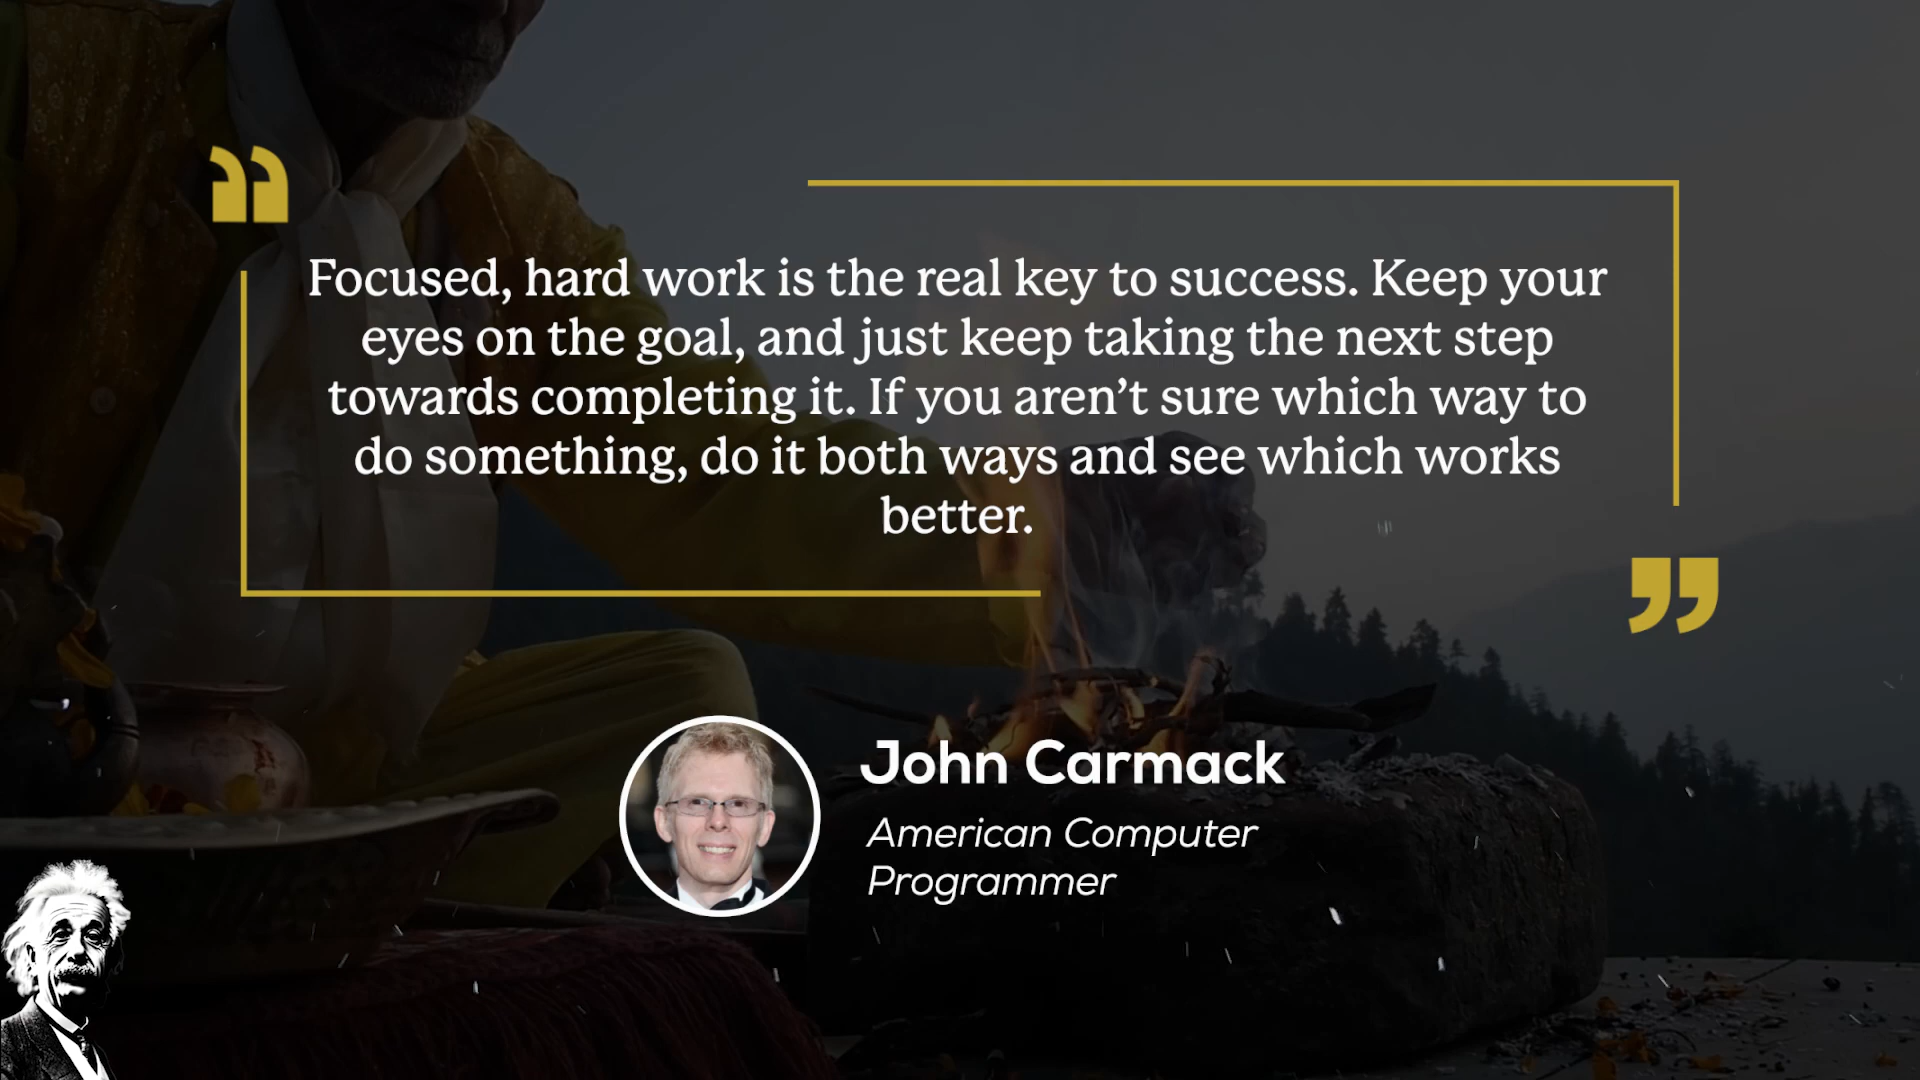 Focused, hard work is the real key to success. Keep your
eyes on the goal, and just keep taking the next step
towards completing it. If you aren’t sure which way to
do something, do it both ways and see which works
better.
John Carmack
American Computer
Programmer